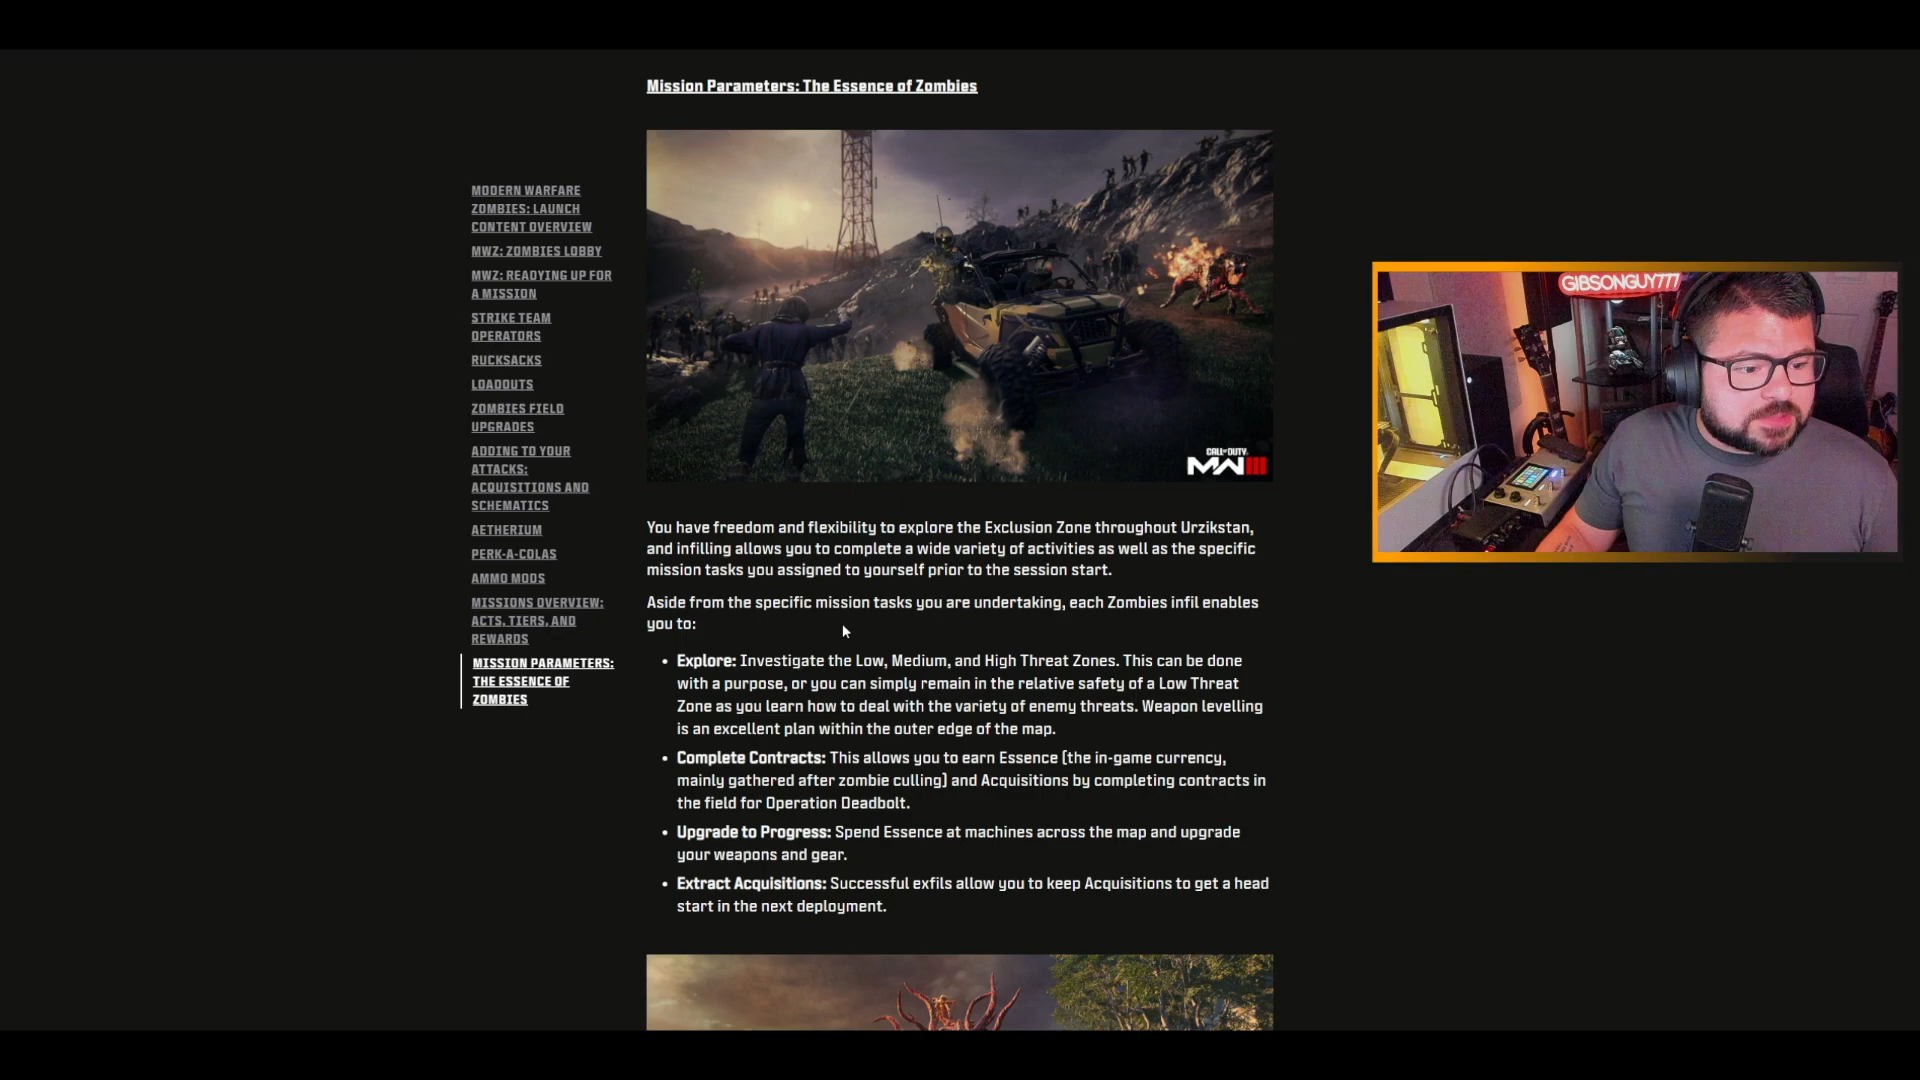 Mission Parameters: The Essence of Zombies
MODERN WARFARE
ZOMBIES: LAUNCH
CONTENT OVERVIEW
MWZ: ZOMBIES LOBBY
MWZ: READYING UP FOR
A MISSION
STRIKE TEAM
OPERATORS
RUCKSACKS
LOADOUTS
ZOMBIES FIELD
UPGRADES
ADDING TO YOUR
ATTACKS:
ACQUISITIONS AND
SCHEMATICS
AETHERIUM
PERK-A-COLAS
AMMO MODS
MISSIONS OVERVIEW:
ACTS, TIERS, AND
REWARDS
MISSION PARAMETERS:
THE ESSENCE OF
ZOMBIES
CALL OF DUTY
MWIII
You have freedom and flexibility to explore the Exclusion Zone throughout Urzikstan,
and infilling allows you to complete a wide variety of activities as well as the specific
mission tasks you assigned to yourself prior to the session start.
Aside from the specific mission tasks you are undertaking, each Zombies infil enables
you to:
• Explore: Investigate the Low, Medium, and High Threat Zones. This can be done
with a purpose, or you can simply remain in the relative safety of a Low Threat
Zone as you learn how to deal with the variety of enemy threats. Weapon levelling
is an excellent plan within the outer edge of the map.
• Complete Contracts: This allows you to earn Essence (the in-game currency,
mainly gathered after zombie culling) and Acquisitions by completing contracts in
the field for Operation Deadbolt.
• Upgrade to Progress: Spend Essence at machines across the map and upgrade
your weapons and gear.
• Extract Acquisitions: Successful exfils allow you to keep Acquisitions to get a head
start in the next deployment.
GIBSONGUY777